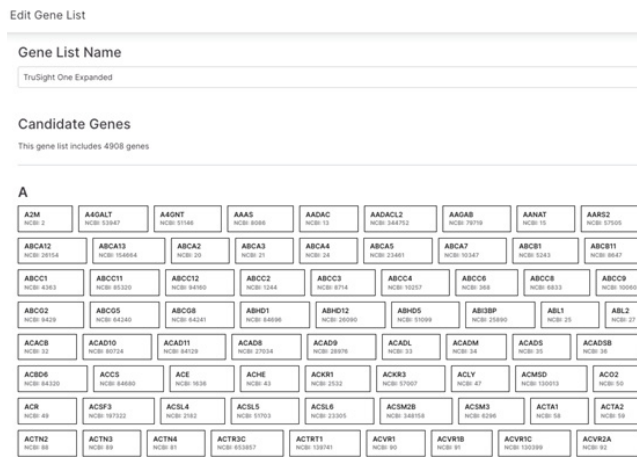 Edit Gene List
Gene List Name
TruSight One Expanded
Candidate Genes
This gene list includes 4908 genes
A
A2M A4GALT A4GNT AAAS AADAC AADACL2 AAGAB AANAT AARS2
NCBI: 2 NCBI: 53947 NCBI: 51146 NCBI: 8086 NCBI: 13 NCBI: 344752 NCBI: 79719 NCBI: 15 NCBI: 57505
ABCA12 ABCA13 ABCA2 ABCA3 ABCA4 ABCA5 ABCA7 ABCB1 ABCB11
NCBI: 26154 NCBI: 154664 NCBI: 20 NCBI: 21 NCBI: 24 NCBI: 23461 NCBI: 10347 NCBI: 5243 NCBI: 8647
ABCC1 ABCC11 ABCC12 ABCC2 ABCC3 ABCC4 ABCC6 ABCC8 ABCC9
NCBI: 4363 NCBI: 85320 NCBI: 94160 NCBI: 1244 NCBI: 8714 NCBI: 10257 NCBI: 368 NCBI: 6833 NCBI: 10060
ABCG2 ABCG5 ABCG8 ABHD1 ABHD12 ABHD5 ABI3BP ABL1 ABL2
NCBI: 9429 NCBI: 64240 NCBI: 64241 NCBI: 84696 NCBI: 26090 NCBI: 51099 NCBI: 25890 NCBI: 25 NCBI: 27
ACACB ACAD10 ACAD11 ACAD8 ACAD9 ACADL ACADM ACADS ACADSB
NCBI: 32 NCBI: 80724 NCBI: 84129 NCBI: 27034 NCBI: 28976 NCBI: 33 NCBI: 34 NCBI: 35 NCBI: 36
ACBD6 ACCS ACE ACHE ACKR1 ACKR3 ACLY ACMSD ACO2
NCBI: 84320 NCBI: 84680 NCBI: 1636 NCBI: 43 NCBI: 2532 NCBI: 57007 NCBI: 47 NCBI: 130013 NCBI: 50
ACR ACSF3 ACSL4 ACSL5 ACSL6 ACSM2B ACSM3 ACTA1 ACTA2
NCBI: 49 NCBI: 197322 NCBI: 2182 NCBI: 51703 NCBI: 23305 NCBI: 348158 NCBI: 6296 NCBI: 58 NCBI: 59
ACTN2 ACTN3 ACTN4 ACTR3C ACTRT1 ACVR1 ACVR1B ACVR1C ACVR2A
NCBI: 88 NCBI: 89 NCBI: 81 NCBI: 653857 NCBI: 139741 NCBI: 90 NCBI: 91 NCBI: 130399 NCBI: 92